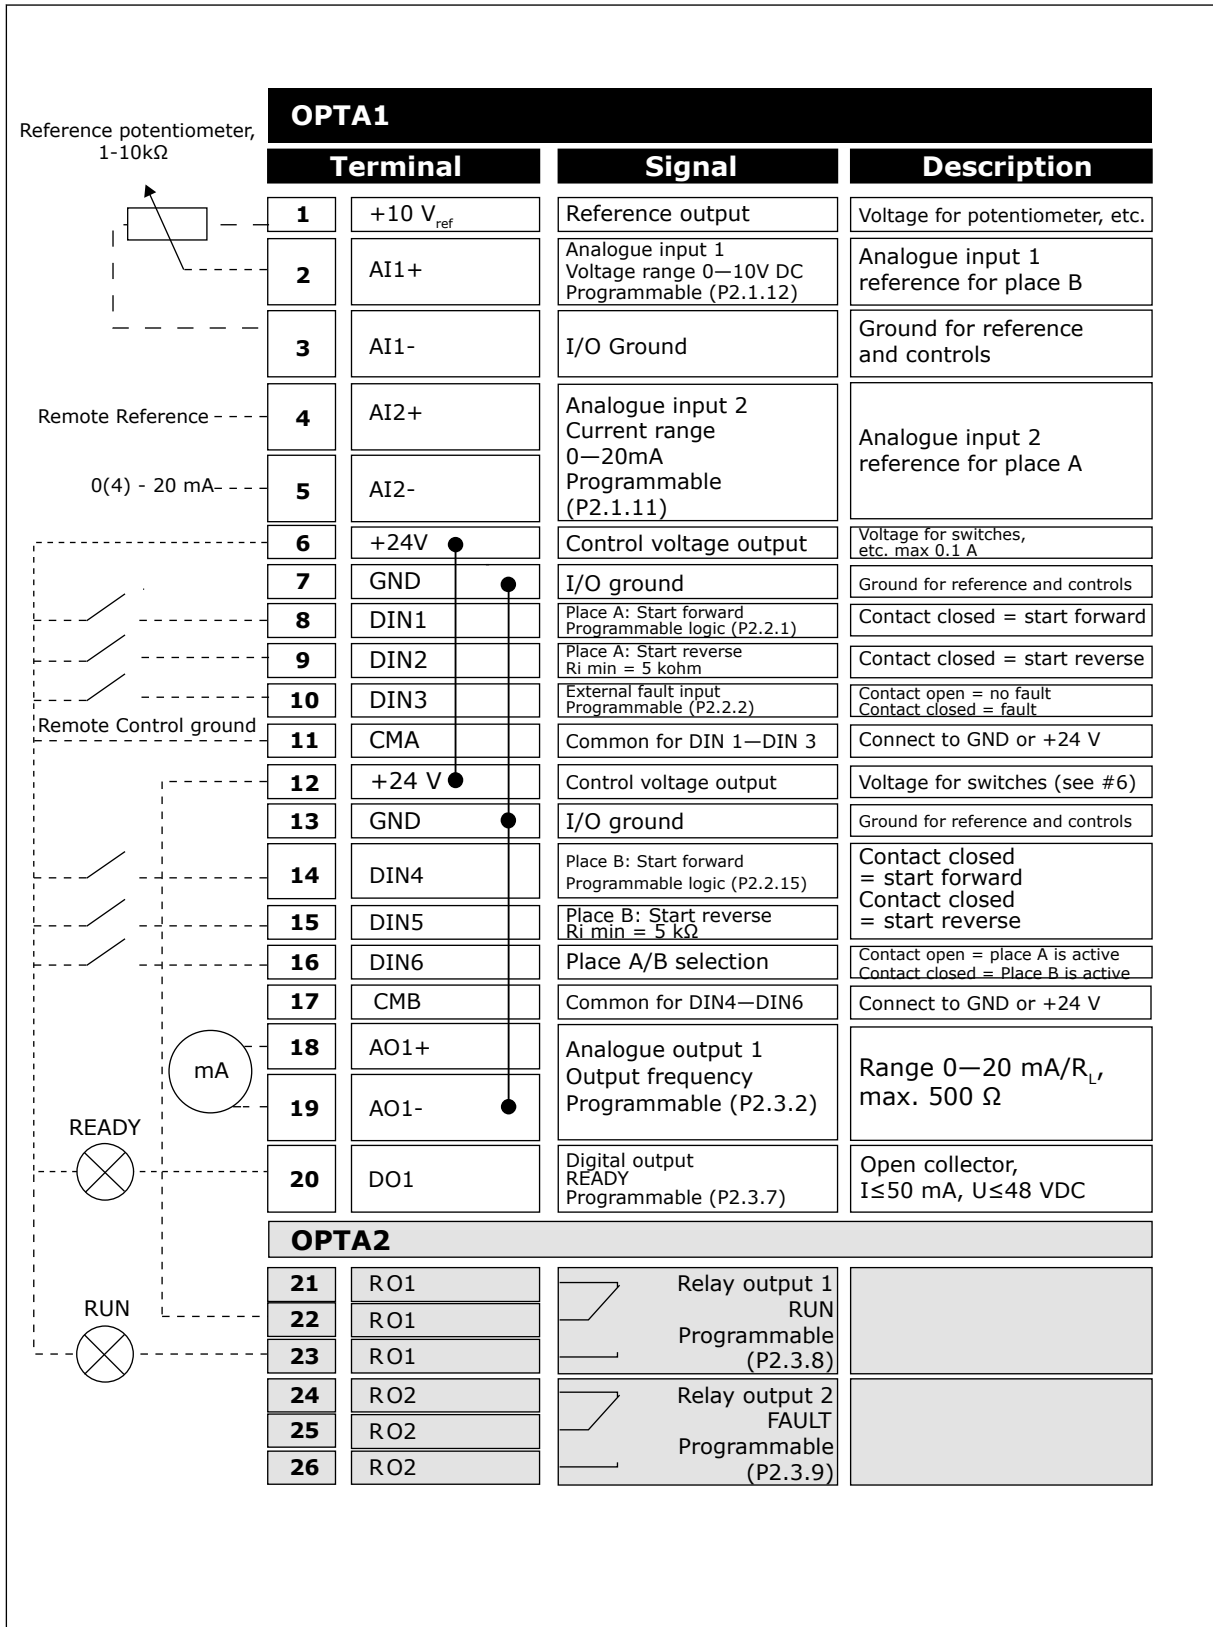 OPTA1
Reference potentiometer,
1-10kΩ
Terminal Signal Description
1 +10 Vref Reference output Voltage for potentiometer, etc.
2 AI1+ Analogue input 1
Voltage range 0—10V DC
Programmable (P2.1.12)
Analogue input 1
reference for place B
3 AI1- I/O Ground Ground for reference
and controls
Remote Reference 4 AI2+ Analogue input 2
Current range
0—20mA
Programmable
(P2.1.11)
Analogue input 2
reference for place A
0(4) - 20 mA 5 AI2-
6 +24V Control voltage output Voltage for switches,
etc. max 0.1 A
7 GND I/O ground Ground for reference and controls
8 DIN1 Place A: Start forward
Programmable logic (P2.2.1)
Contact closed = start forward
9 DIN2 Place A: Start reverse
Ri min = 5 kohm
Contact closed = start reverse
10 DIN3 External fault input
Programmable (P2.2.2)
Contact open = no fault
Contact closed = fault
Remote Control ground
11 CMA Common for DIN 1—DIN 3 Connect to GND or +24 V
12 +24 V Control voltage output Voltage for switches (see #6)
13 GND I/O ground Ground for reference and controls
14 DIN4 Place B: Start forward
Programmable logic (P2.2.15)
Contact closed
= start forward
Contact closed
= start reverse
15 DIN5 Place B: Start reverse
Ri min = 5 kΩ
16 DIN6 Place A/B selection Contact open = place A is active
Contact closed = Place B is active
17 CMB Common for DIN4—DIN6 Connect to GND or +24 V
mA
18 AO1+ Analogue output 1
Output frequency
Programmable (P2.3.2)
Range 0—20 mA/RL,
max. 500 Ω
19 AO1-
READY
20 DO1 Digital output
READY
Programmable (P2.3.7)
Open collector,
I≤50 mA, U≤48 VDC
OPTA2
21 RO1 Relay output 1
RUN
Programmable
(P2.3.8)
RUN
22 RO1
23 RO1
24 RO2 Relay output 2
FAULT
Programmable
(P2.3.9)
25 RO2
26 RO2